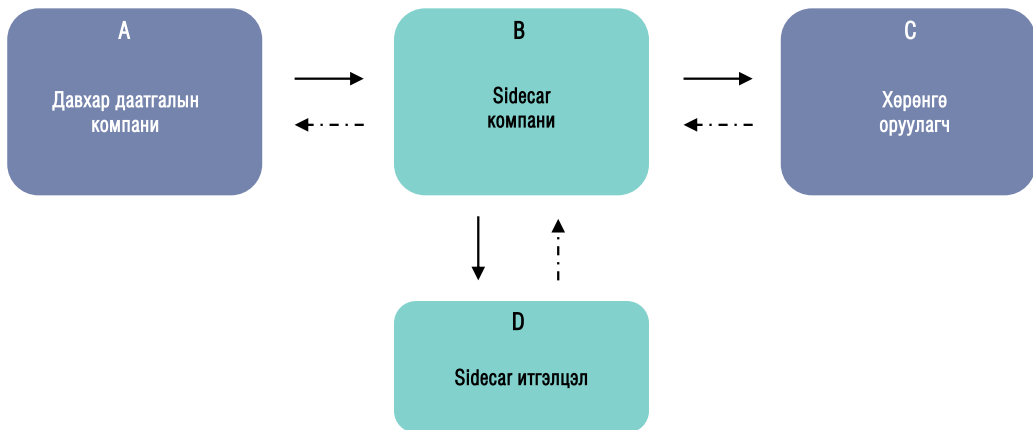 A
Давхар даатгалын
компани
B
Sidecar
компани
C
Хөрөнгө
оруулагч
D
Sidecar итгэлцэл